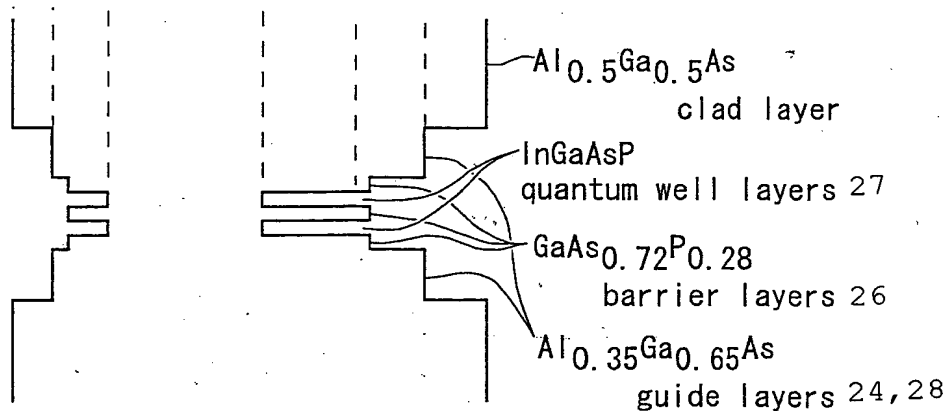 Al0.5Ga0.5As
clad layer
InGaAsP
quantum well layers 27
GaAs0.72P0.28
barrier layers 26
Al0.35Ga0.65As
guide layers 24,28